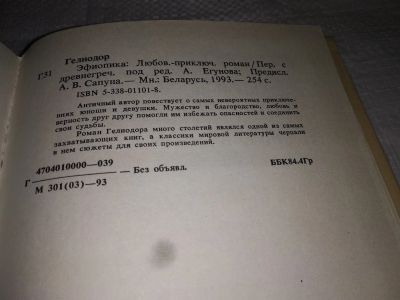 Гелиодор
Г31 Эфиопика: Любов.-приключ. роман/Пер. с
древнегреч. под ред. А. Егунова; Предисл.
А. В. Сапуна.— Мн.: Беларусь, 1993.— 254 с.
ISBN 5-338-01101-8.
Античный автор повествует о самых невероятных приключе-
ниях юноши и девушки. Мужество и благородство, любовь и
верность друг другу помогли им избежать опасностей и соединить
свои судьбы.
Роман Гелиодора много столетий являлся одной из самых
захватывающих книг, а классики мировой литературы черпали
в нем сюжеты для своих произведений.
4704010000—039
Г — Без объявл. ББК84.4Гр
М 301(03)—93